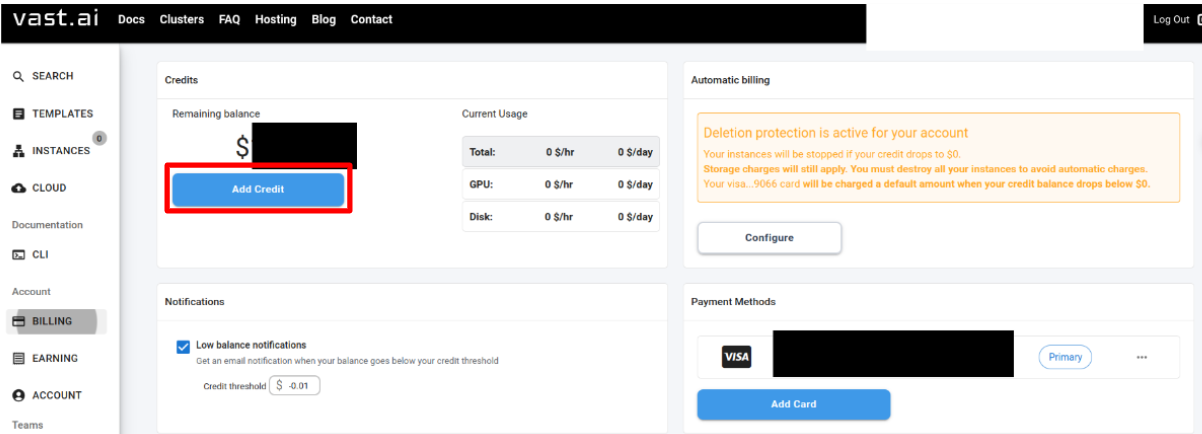 vast.ai Docs Clusters FAQ Hosting Blog Contact Log Out
SEARCH
TEMPLATES
0
INSTANCES
CLOUD
Documentation
CLI
Account
BILLING
EARNING
ACCOUNT
Teams
Credits
Remaining balance
$
Add Credit
Current Usage
Total: 0 $/hr 0 $/day
GPU: 0 $/hr 0 $/day
Disk: 0 $/hr 0 $/day
Automatic billing
Deletion protection is active for your account
Your instances will be stopped if your credit drops to $0.
Storage charges will still apply. You must destroy all your instances to avoid automatic charges.
Your visa...9066 card will be charged a default amount when your credit balance drops below $0.
Configure
Notifications
Low balance notifications
Get an email notification when your balance goes below your credit threshold
Credit threshold $ -0.01
Payment Methods
VISA
Primary
...
Add Card